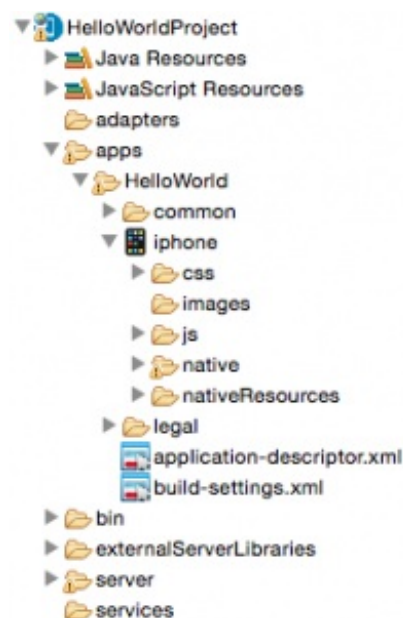 HelloWorldProject
Java Resources
JavaScript Resources
adapters
apps
HelloWorld
common
iphone
css
images
js
native
nativeResources
legal
application-descriptor.xml
build-settings.xml
bin
externalServerLibraries
server
services